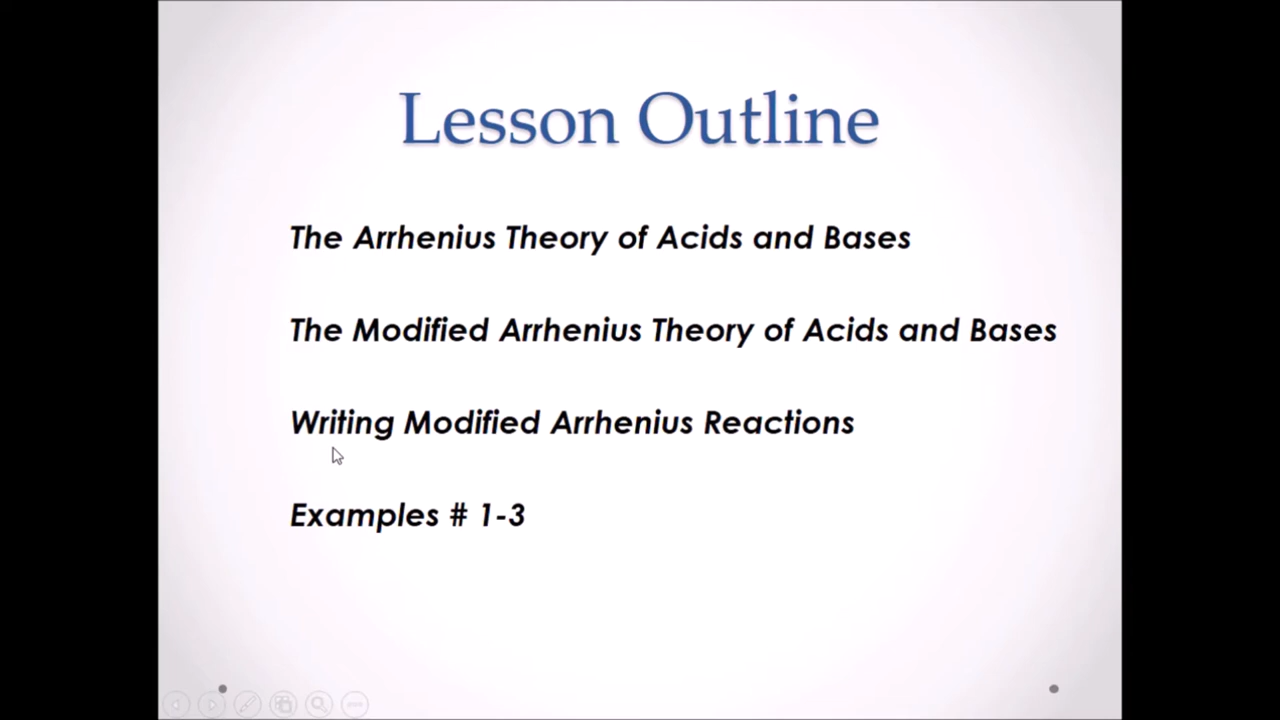 Lesson Outline
The Arrhenius Theory of Acids and Bases
The Modified Arrhenius Theory of Acids and Bases
Writing Modified Arrhenius Reactions
Examples # 1-3